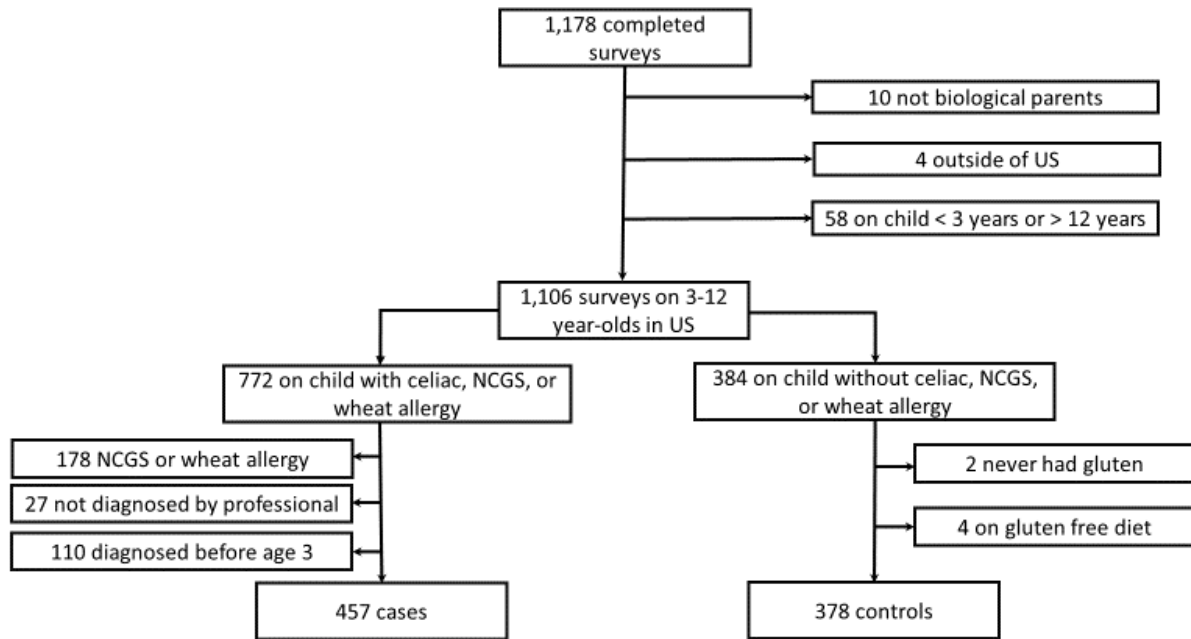 1,178 completed
surveys
10 not biological parents
4 outside of US
58 on child < 3 years or > 12 years
1,106 surveys on 3-12
year-olds in US
772 on child with celiac, NCGS, or
wheat allergy
384 on child without celiac, NCGS,
or wheat allergy
178 NCGS or wheat allergy
27 not diagnosed by professional
110 diagnosed before age 3
2 never had gluten
4 on gluten free diet
457 cases
378 controls